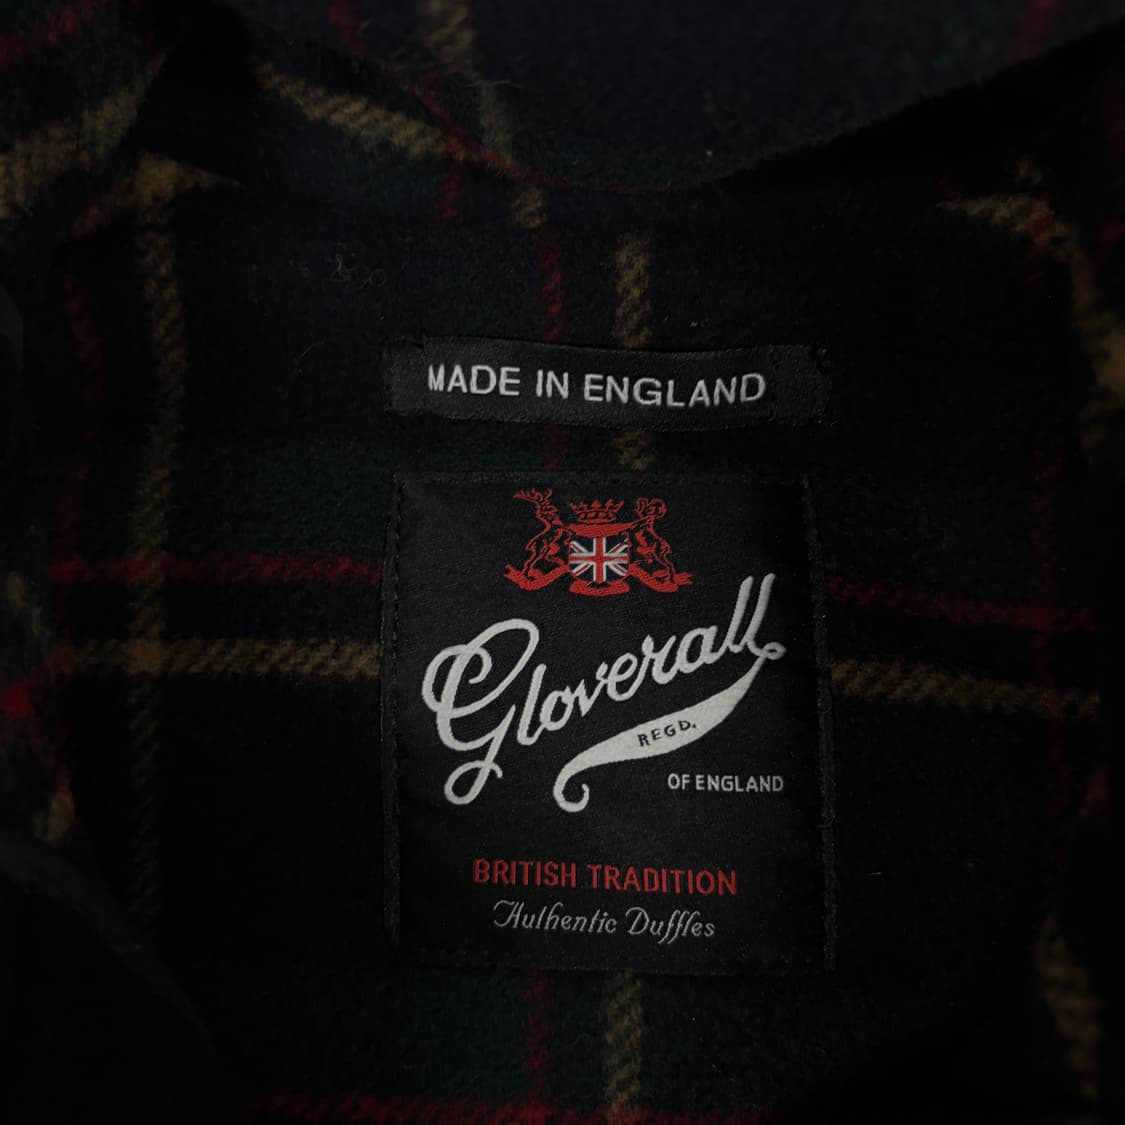 MADE IN ENGLAND
Gloverall
REGD.
OF ENGLAND
BRITISH TRADITION
Authentic Duffles